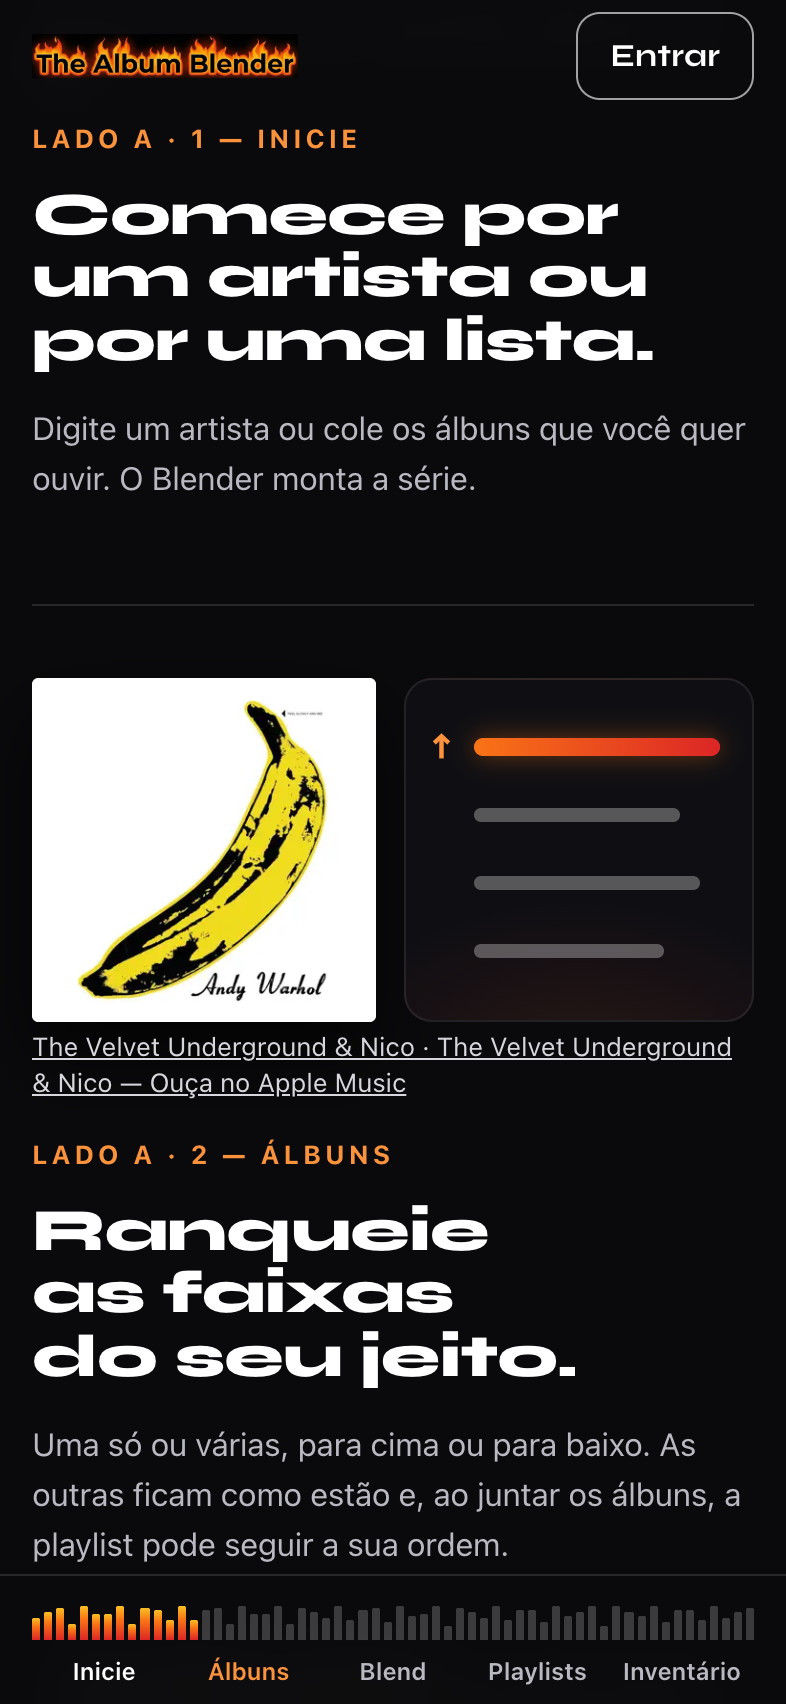 The Album Blender
Entrar
LADO A · 1 — INICIE
Comece por
um artista ou
por uma lista.
Digite um artista ou cole os álbuns que você quer
ouvir. O Blender monta a série.
Andy Warhol
The Velvet Underground & Nico · The Velvet Underground
& Nico — Ouça no Apple Music
LADO A · 2 — ÁLBUNS
Ranqueie
as faixas
do seu jeito.
Uma só ou várias, para cima ou para baixo. As
outras ficam como estão e, ao juntar os álbuns, a
playlist pode seguir a sua ordem.
Inicie
Álbuns
Blend
Playlists
Inventário